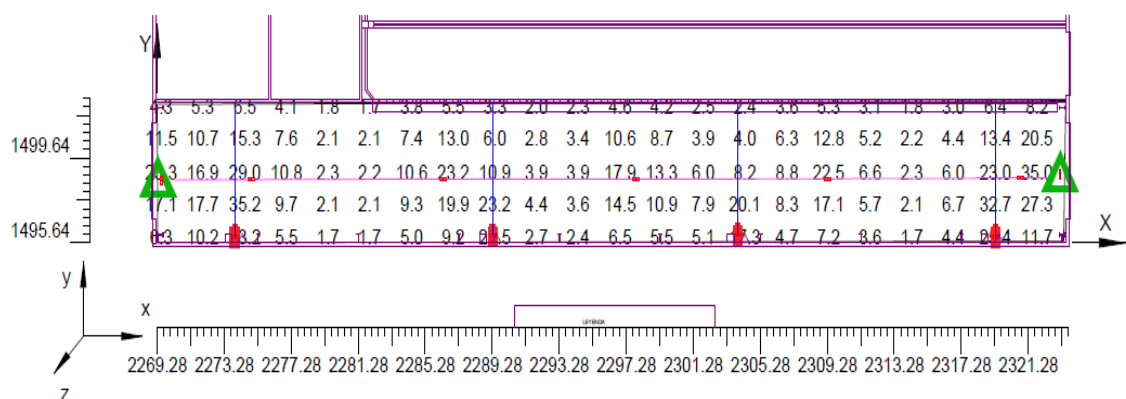 Y
4.3 5.3 6.5 4.1 1.8 1.7 3.8 5.5 3.3 2.0 2.3 4.6 4.2 2.5 2.4 3.6 5.3 3.1 1.8 3.0 6.4 8.2
1499.64 11.5 10.7 15.3 7.6 2.1 2.1 7.4 13.0 6.0 2.8 3.4 10.6 8.7 3.9 4.0 6.3 12.8 5.2 2.2 4.4 13.4 20.5
16.9 29.0 10.8 2.3 2.2 10.6 23.2 10.9 3.9 3.9 17.9 13.3 6.0 8.2 8.8 22.5 6.6 2.3 6.0 23.0 35.0
17.1 17.7 35.2 9.7 2.1 2.1 9.3 19.9 23.2 4.4 3.6 14.5 10.9 7.9 20.1 8.3 17.1 5.7 2.1 6.7 32.7 27.3
1495.64 6.3 10.2 5.5 1.7 1.7 5.0 9.2 2.7 2.4 6.5 5.5 5.1 4.7 7.2 3.6 1.7 4.4 11.7
X
y
x
LEYENDA
2269.28 2273.28 2277.28 2281.28 2285.28 2289.28 2293.28 2297.28 2301.28 2305.28 2309.28 2313.28 2317.28 2321.28
z